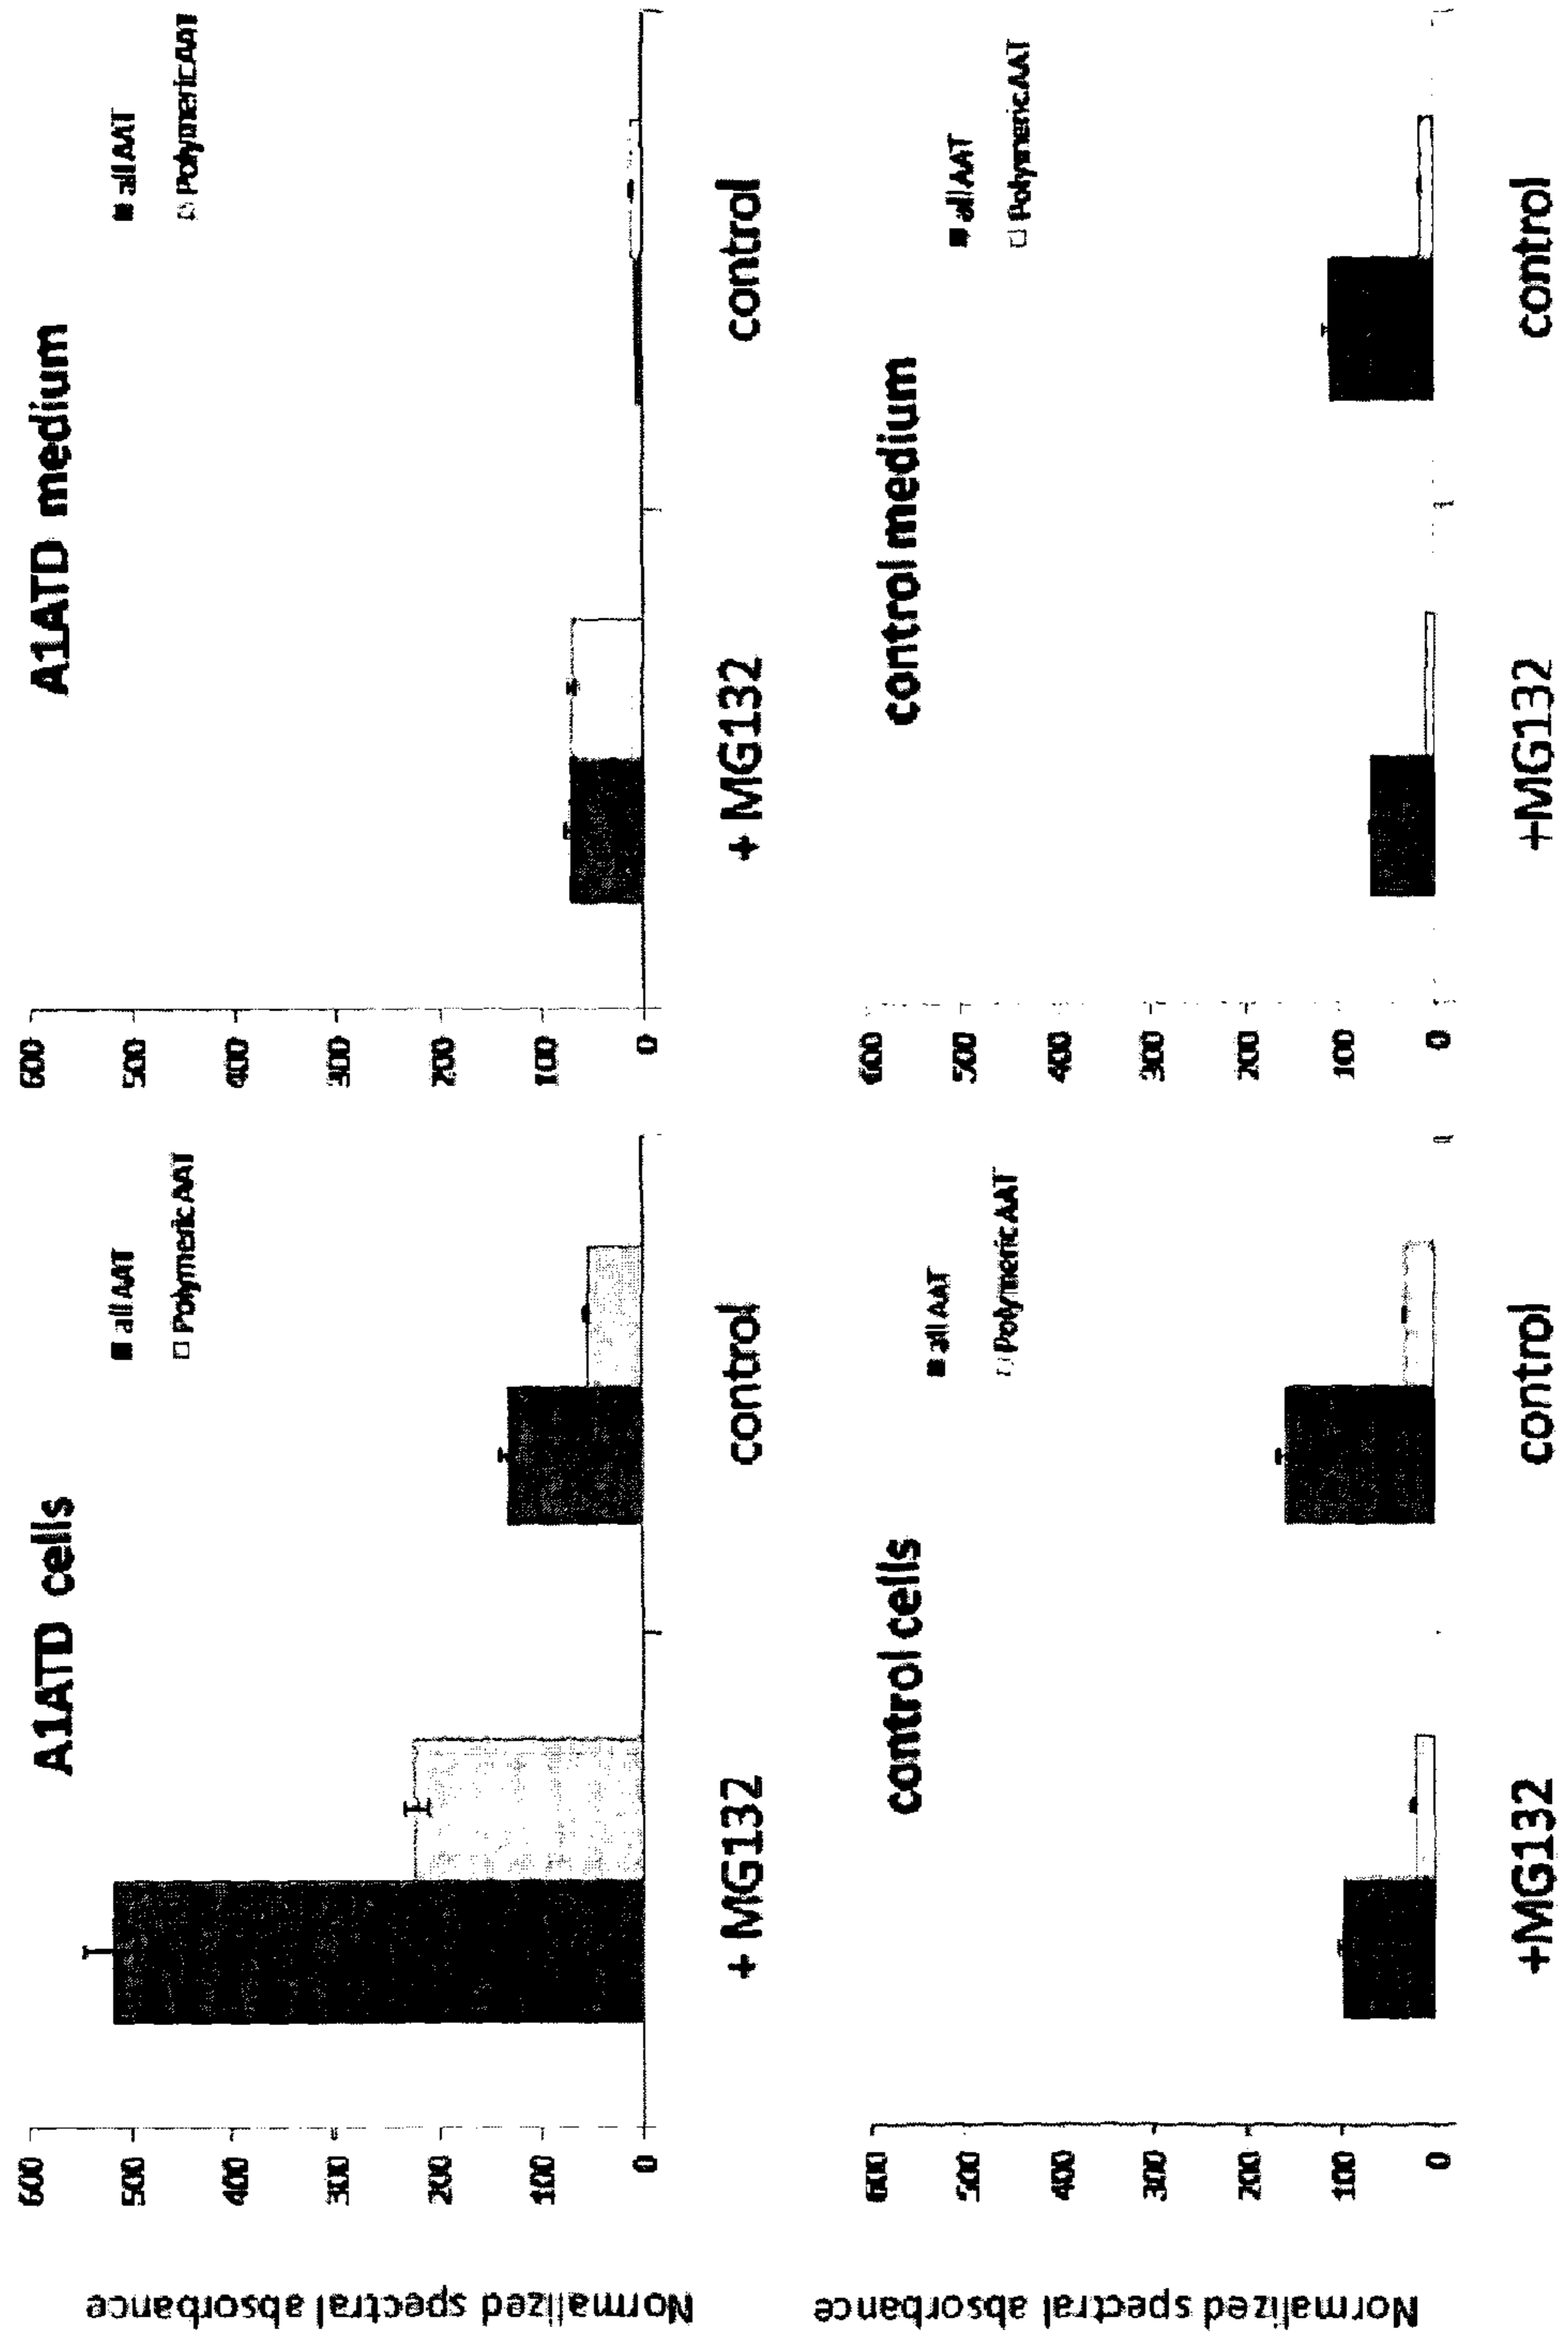 A1ATD cells
all AAT
Polymeric AAT
600
500
400
300
200
100
0
+ MG132
control
Normalized spectral absorbance
A1ATD medium
all AAT
Polymeric AAT
600
500
400
300
200
100
0
+ MG132
control
control cells
all AAT
Polymeric AAT
600
500
400
300
200
100
0
+MG132
control
Normalized spectral absorbance
control medium
all AAT
Polymeric AAT
600
500
400
300
200
100
0
+MG132
control